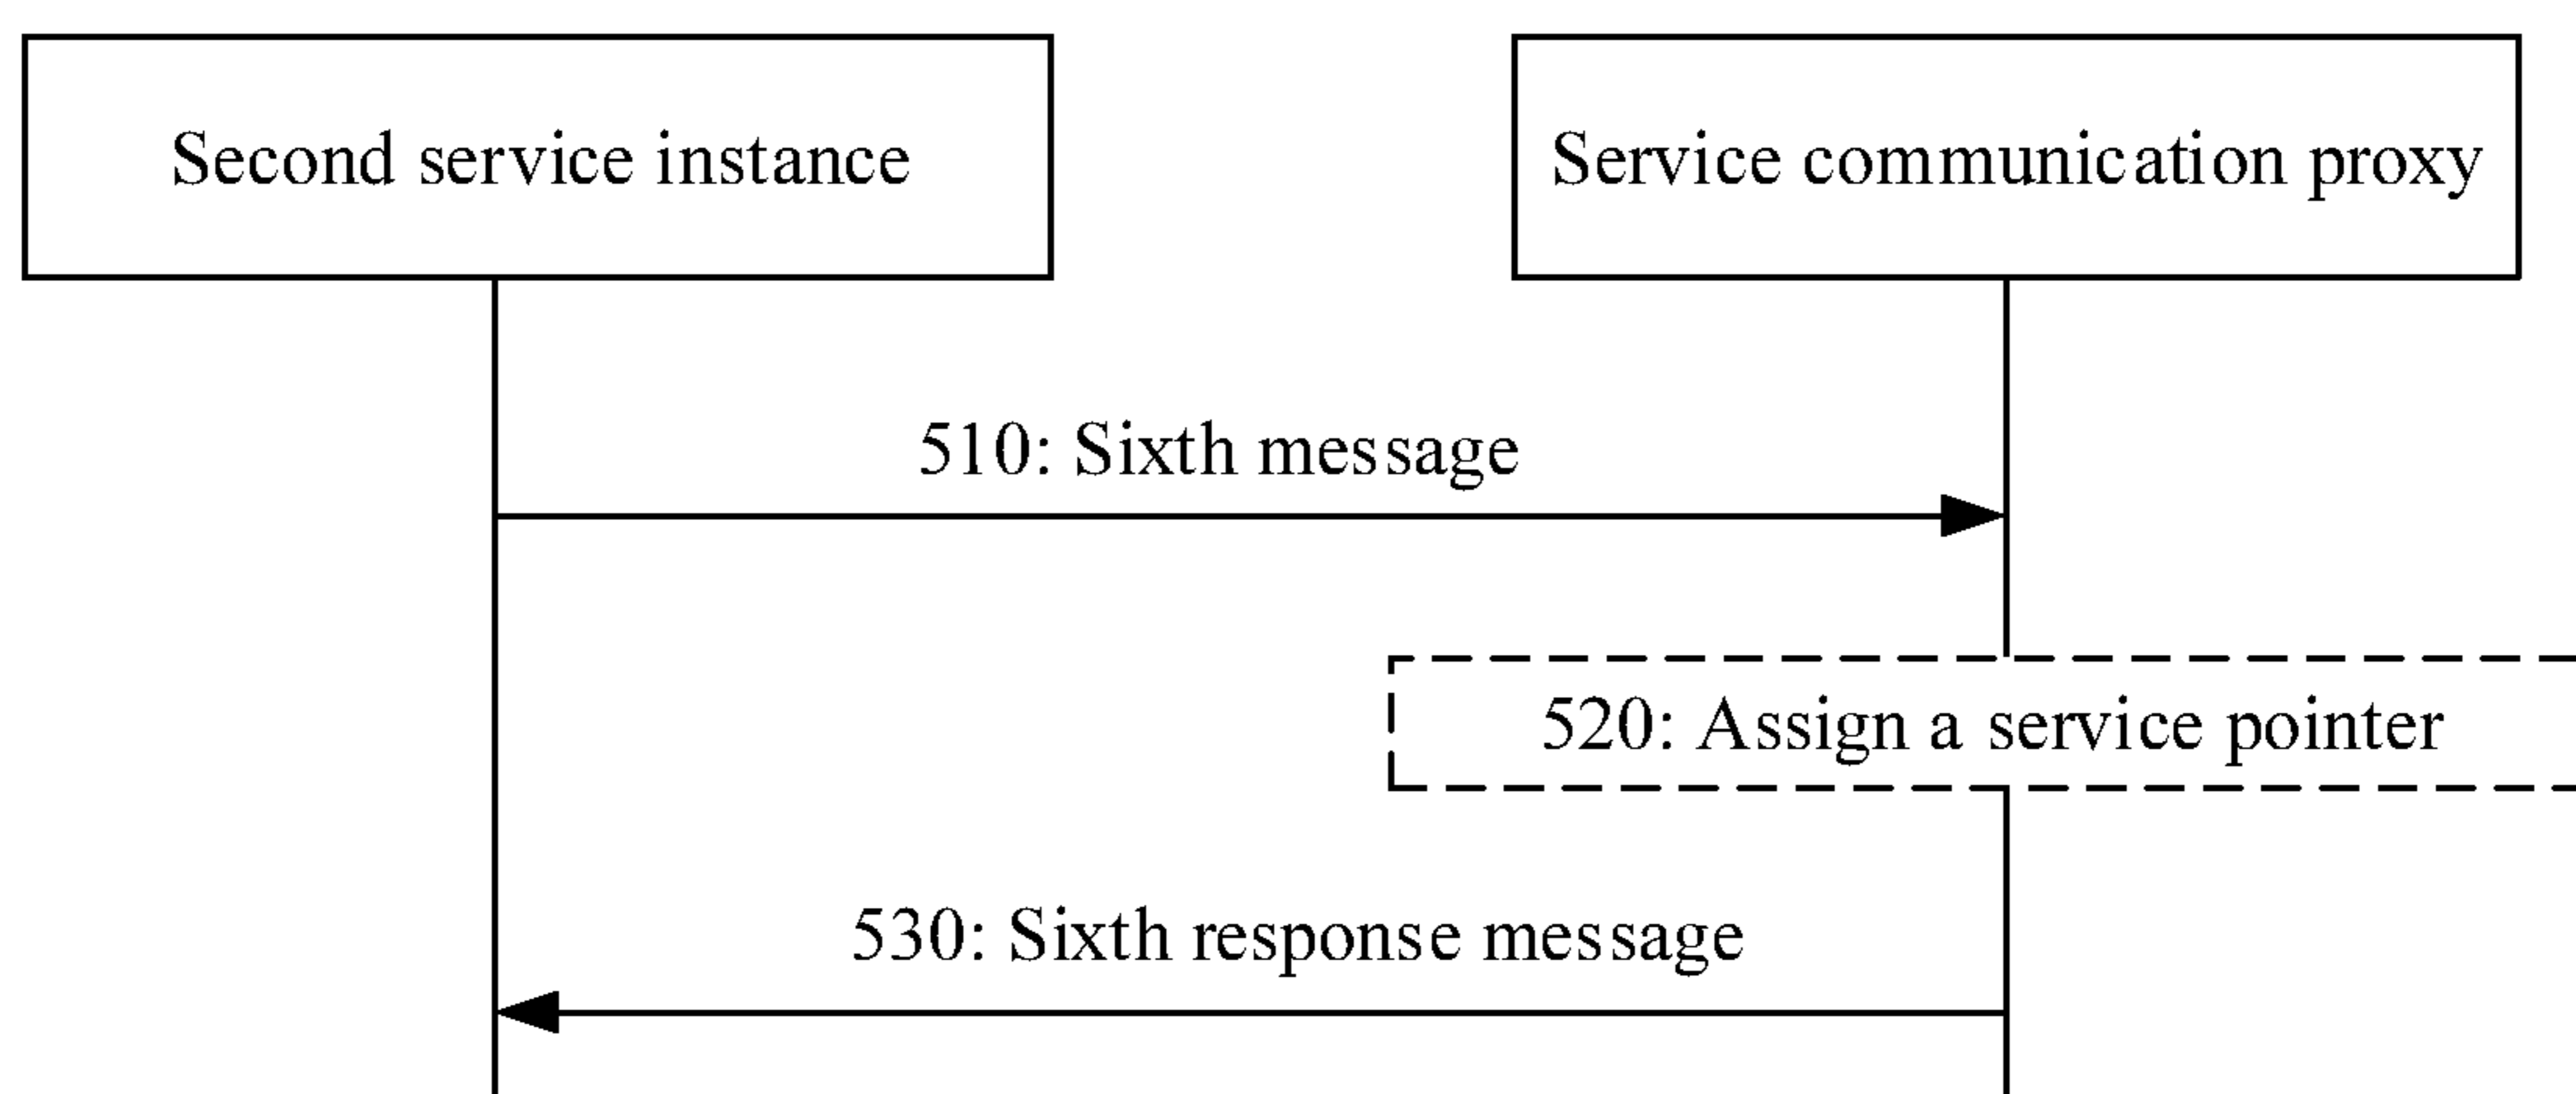 Second service instance
Service communication proxy
510: Sixth message
520: Assign a service pointer
530: Sixth response message